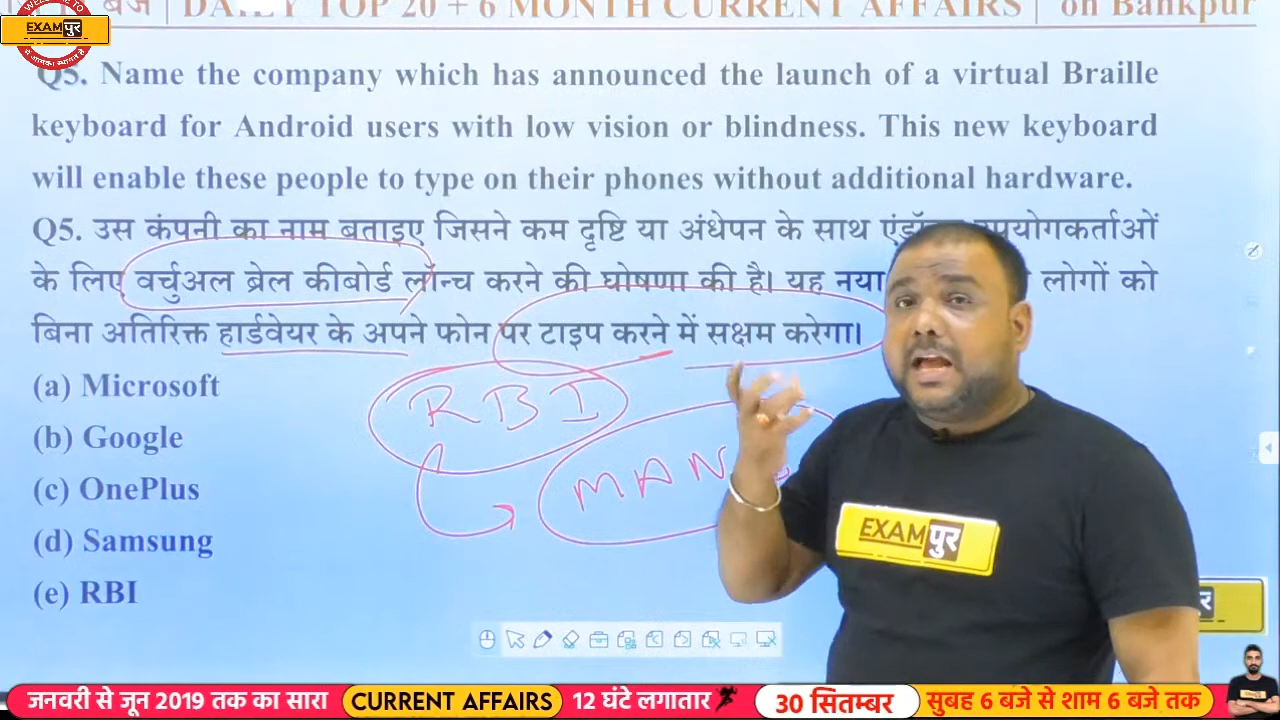 बजे | DAILY TOP 20 + 6 MONTH CURRENT AFFAIRS | on Bankpur
EXAMपुर
Q5. Name the company which has announced the launch of a virtual Braille
keyboard for Android users with low vision or blindness. This new keyboard
will enable these people to type on their phones without additional hardware.
Q5. उस कंपनी का नाम बताइए जिसने कम दृष्टि या अंधेपन के साथ
के लिए वर्चुअल ब्रेल कीबोर्ड लॉन्च करने की घोषणा की है। यह नया लोगों को
बिना अतिरिक्त हार्डवेयर के अपने फोन पर टाइप करने में सक्षम करेगा।
(a) Microsoft
RBI
(b) Google
(c) OnePlus
(d) Samsung
(e) RBI
EXAMपुर
जनवरी से जून 2019 तक का सारा CURRENT AFFAIRS 12 घंटे लगातार 30 सितम्बर सुबह 6 बजे से शाम 6 बजे तक